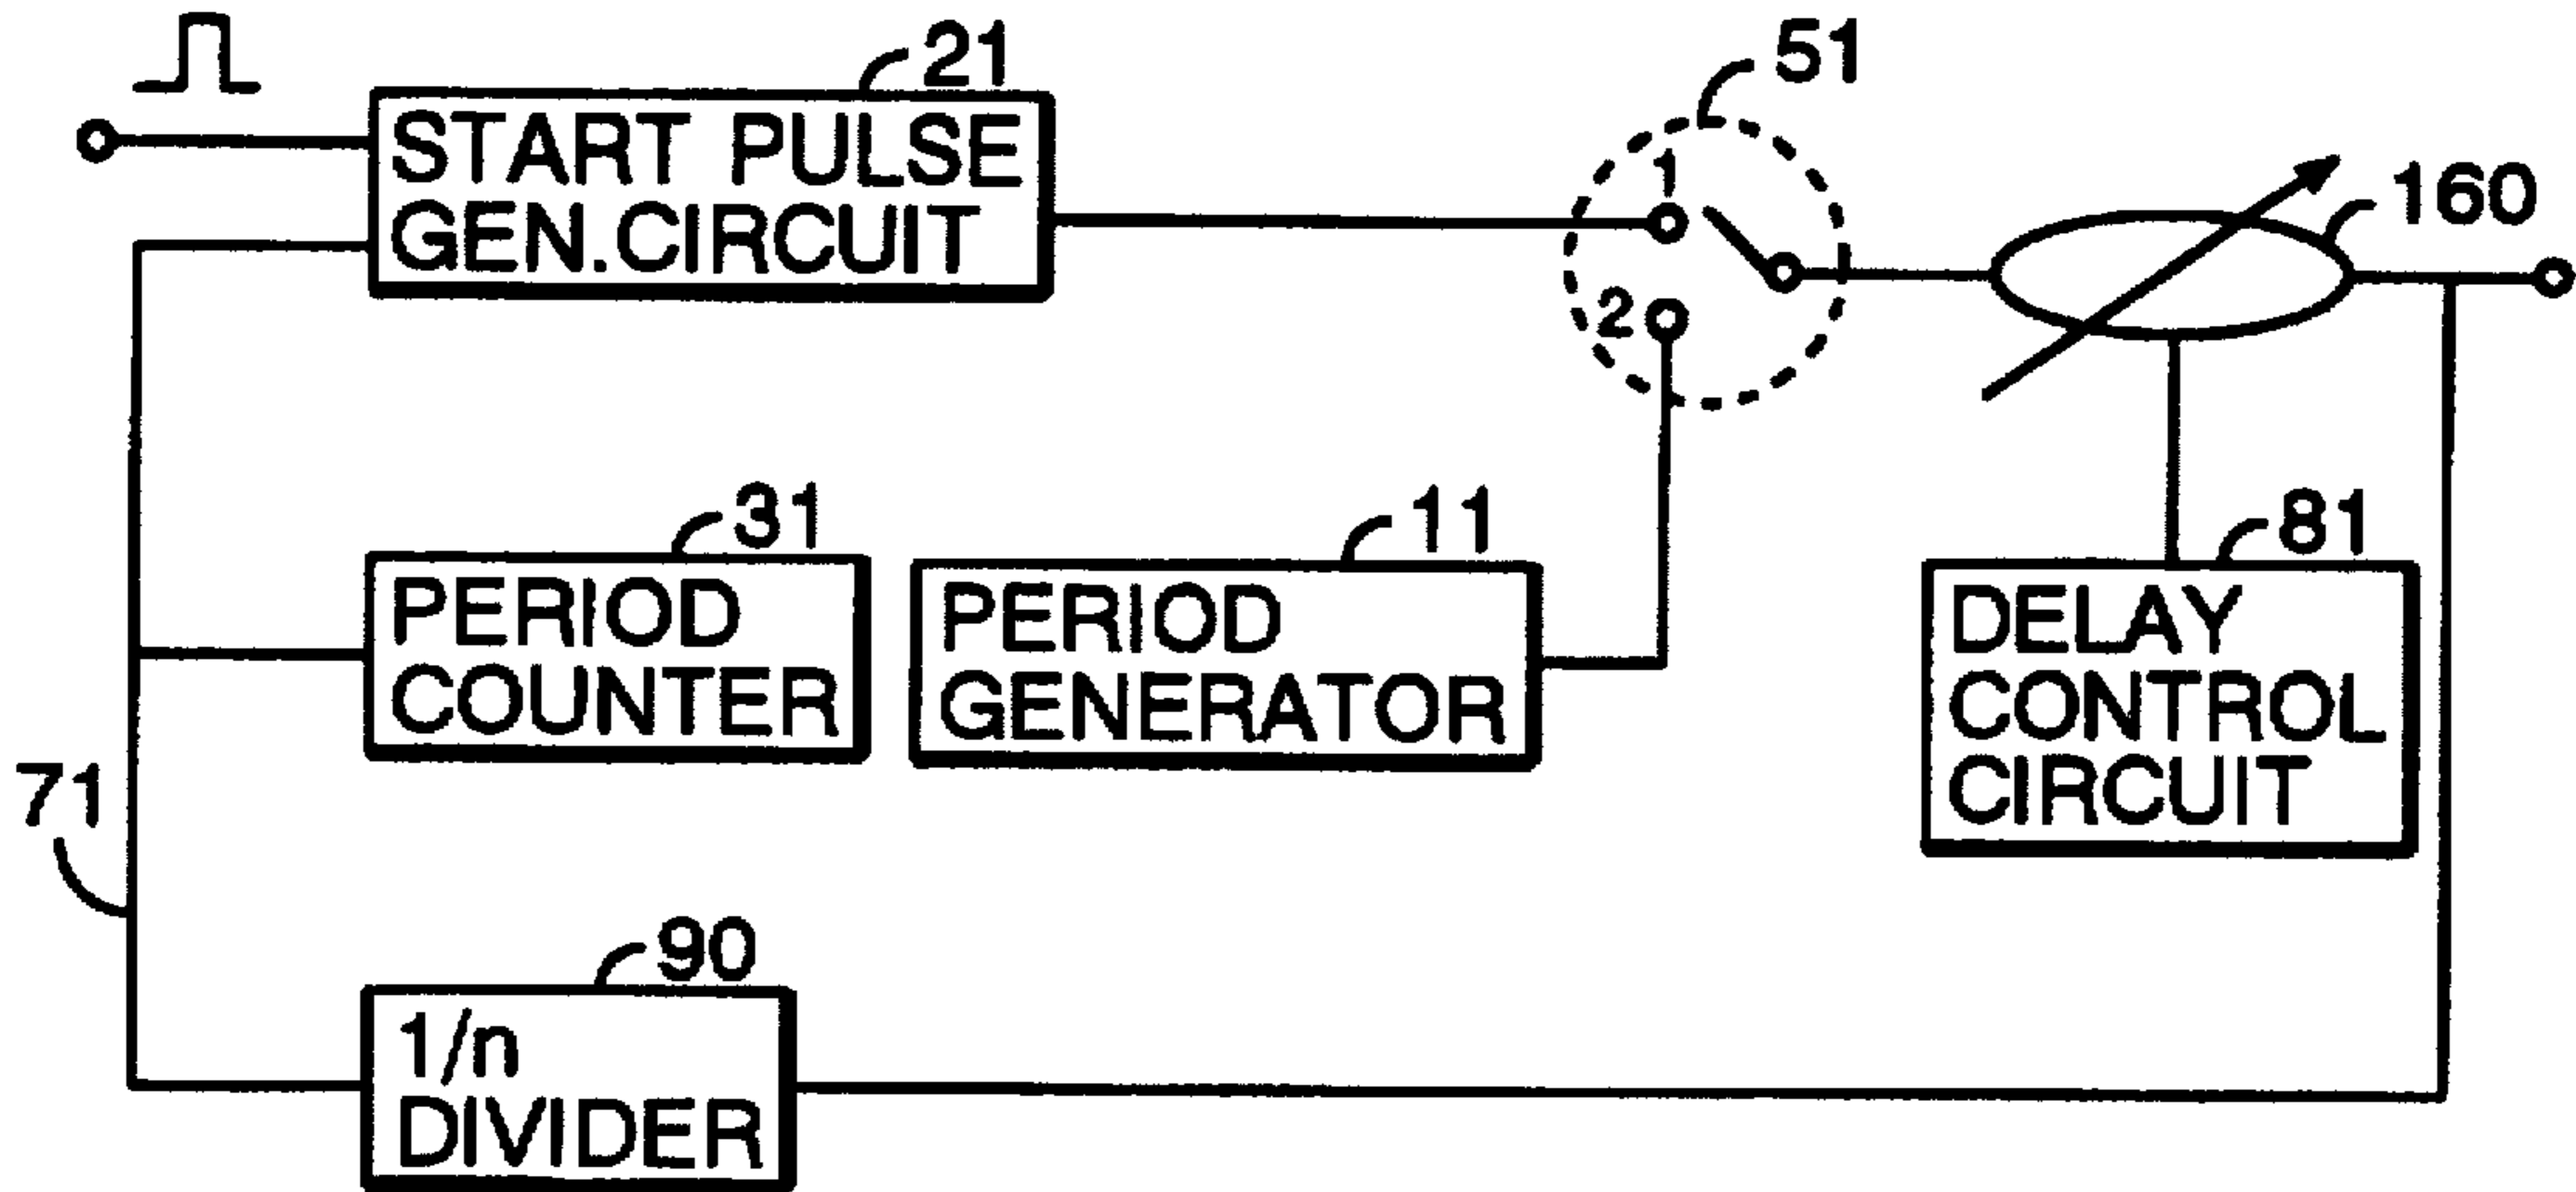 21
START PULSE
GEN.CIRCUIT
51
1
2
160
31
PERIOD
COUNTER
11
PERIOD
GENERATOR
81
DELAY
CONTROL
CIRCUIT
71
90
1/n
DIVIDER